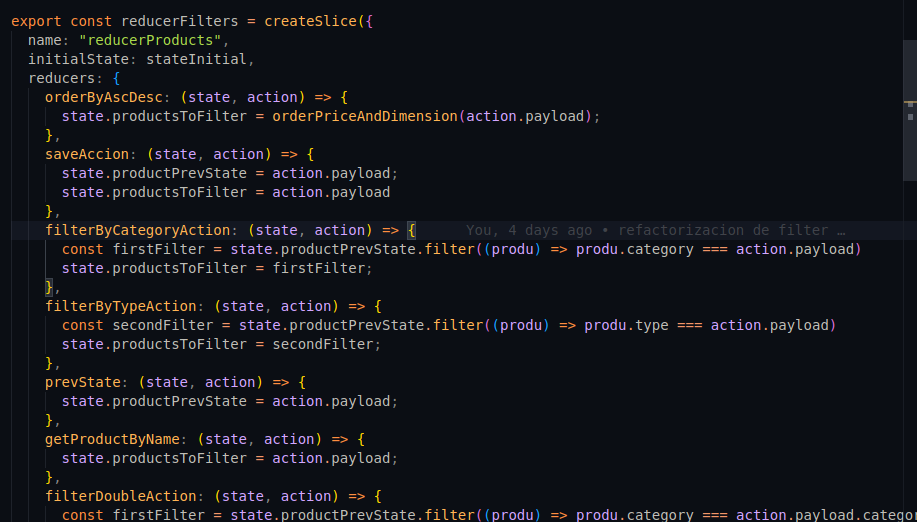 export const reducerFilters = createSlice({
name: "reducerProducts",
initialState: stateInitial,
reducers: {
orderByAscDesc: (state, action) => {
state.productsToFilter = orderPriceAndDimension(action.payload);
},
saveAccion: (state, action) => {
state.productPrevState = action.payload;
state.productsToFilter = action.payload
},
filterByCategoryAction: (state, action) => { You, 4 days ago • refactorizacion de filter …
const firstFilter = state.productPrevState.filter((produ) => produ.category === action.payload)
state.productsToFilter = firstFilter;
},
filterByTypeAction: (state, action) => {
const secondFilter = state.productPrevState.filter((produ) => produ.type === action.payload)
state.productsToFilter = secondFilter;
},
prevState: (state, action) => {
state.productPrevState = action.payload;
},
getProductByName: (state, action) => {
state.productsToFilter = action.payload;
},
filterDoubleAction: (state, action) => {
const firstFilter = state.productPrevState.filter((produ) => produ.category === action.payload.catego